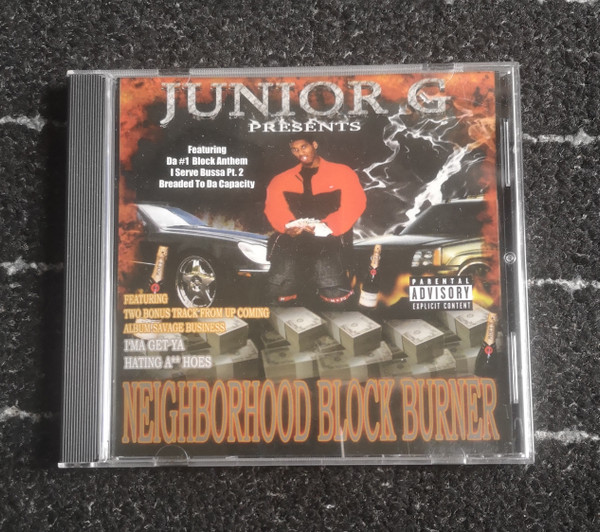 JUNIOR G
PRESENTS
Featuring
Da #1 Block Anthem
I Serve Bussa Pt. 2
Breaded To Da Capacity
PARENTAL
ADVISORY
EXPLICIT CONTENT
FEATURING
TWO BONUS TRACK FROM UP COMING
ALBUM SAVAGE BUSINESS
I'MA GET YA
HATING A** HOES
NEIGHBORHOOD BLOCK BURNER